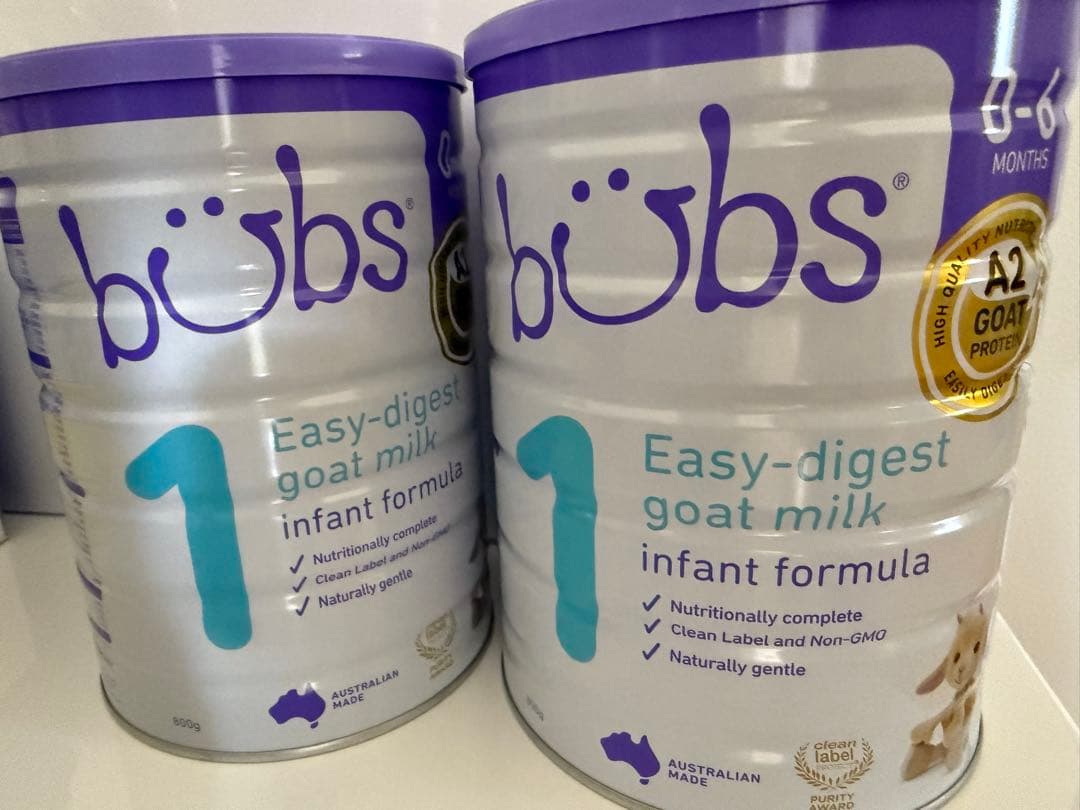 bübs®
0-
Easy-digest
goat milk
infant formula
1
✓ Nutritionally complete
✓ Clean Label and Non-GMO
✓ Naturally gentle
AUSTRALIAN
MADE
800g
bübs®
0-6
MONTHS
HIGH QUALITY
A2
GOAT
PROTEIN
EASILY
1
Easy-digest
goat milk
infant formula
✓ Nutritionally complete
✓ Clean Label and Non-GMO
✓ Naturally gentle
AUSTRALIAN
MADE
clean
label
PURITY
AWARD